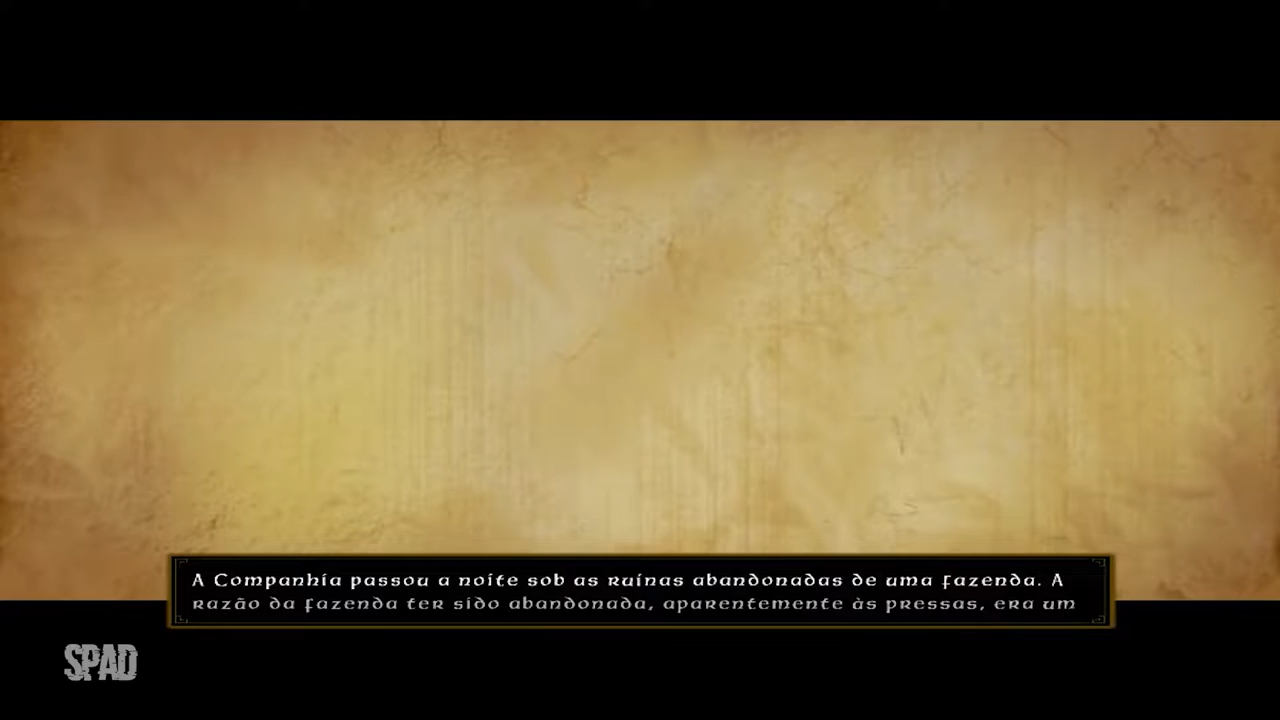 A Companhia passou a noite sob as ruínas abandonadas de uma fazenda. A
razão da fazenda ter sido abandonada, aparentemente às pressas, era um
SPAD